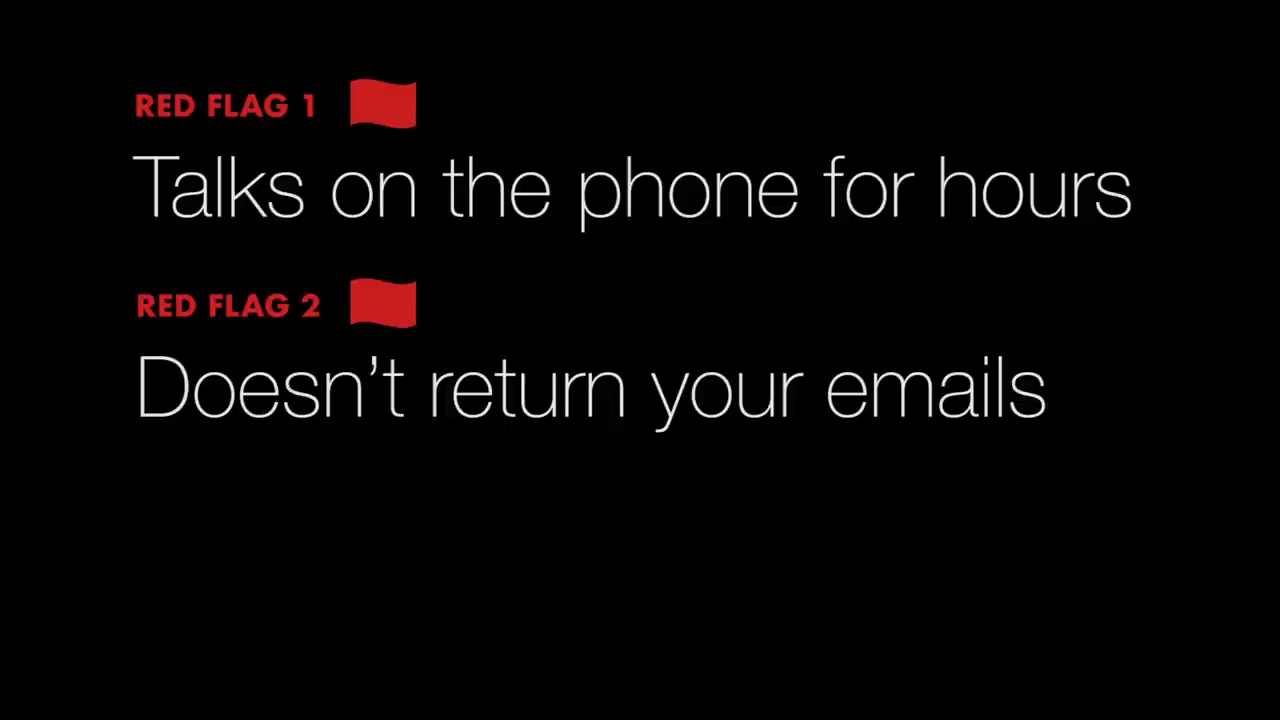 RED FLAG 1
Talks on the phone for hours
RED FLAG 2
Doesn’t return your emails